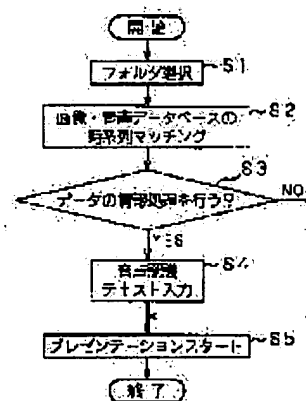 開始
フォルダ選択 S1
画像・音声データベースの S2
時系列マッチング
S3
データの情報処理を行う? NO
YES
S4
音声認識
テキスト入力
プレゼンテーションスタート S5
終了